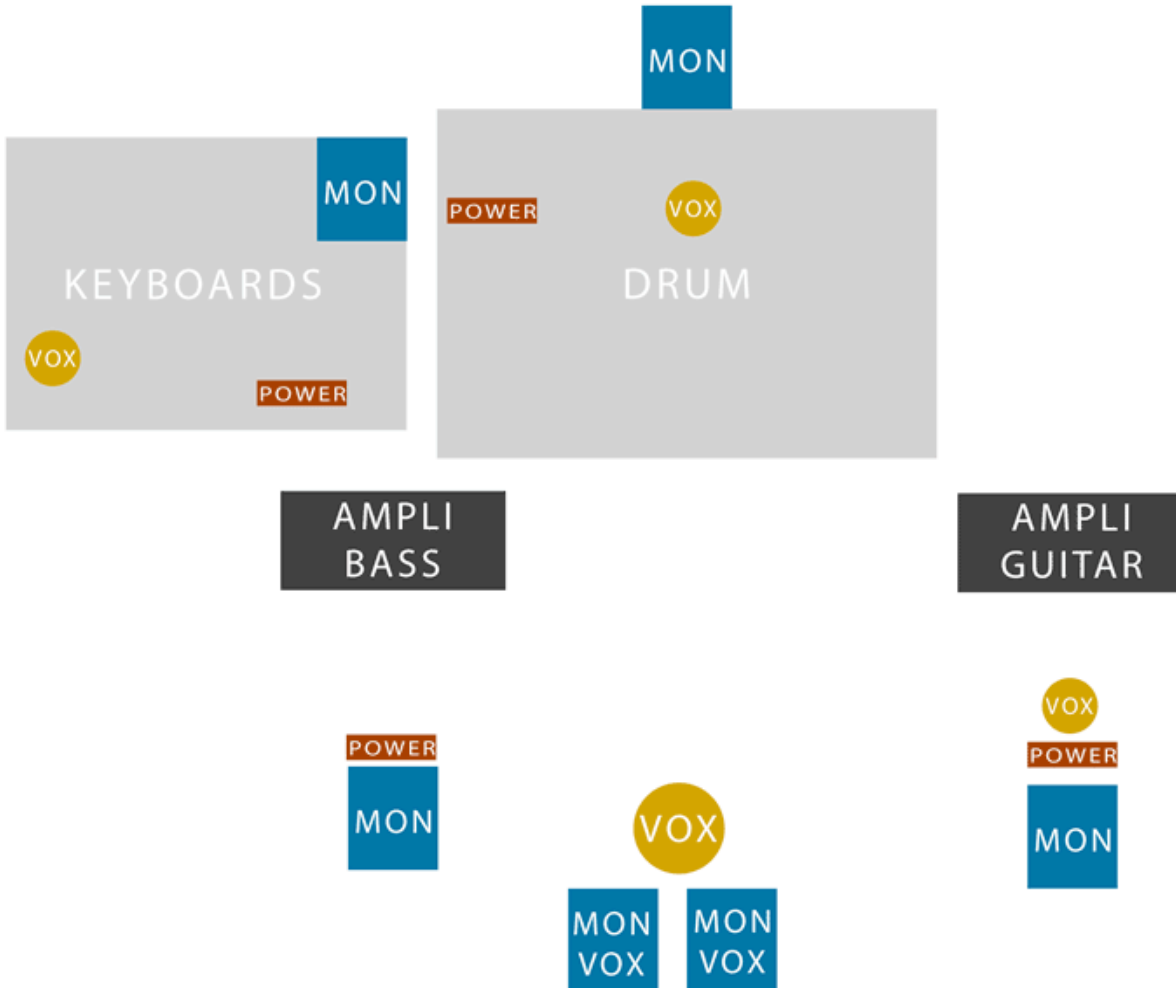 MON
MON
POWER
VOX
KEYBOARDS
DRUM
VOX
POWER
AMPLI
BASS
AMPLI
GUITAR
VOX
POWER
POWER
MON
VOX
MON
MON
VOX
MON
VOX